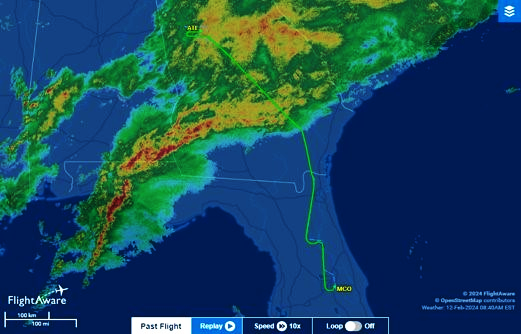 ATL
MCO
FlightAware
100 km
100 mi
© 2024 FlightAware
© OpenStreetMap contributors
Weather: 12-Feb-2024 08:40AM EST
Past Flight Replay Speed 10x Loop Off